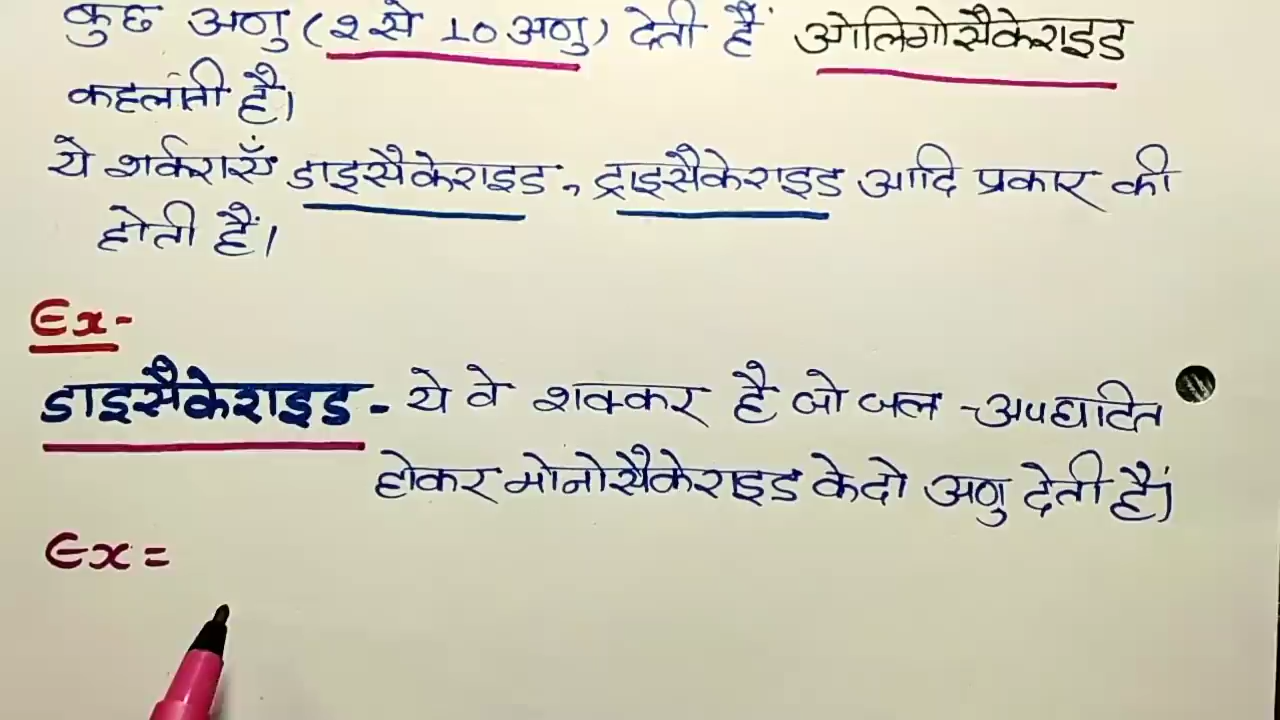 कुछ अणु (2 से 10 अणु) देती हैं ओलिगोसैकेराइड
कहलाती है।
ये शर्कराएँ डाइसैकेराइड, ट्राइसैकेराइड आदि प्रकार की
होती हैं।
Ex-
डाइसैकेराइड - ये वे शक्कर है जो जल -अपघटित
होकर मोनोसैकेराइड के दो अणु देती हैं।
Ex =